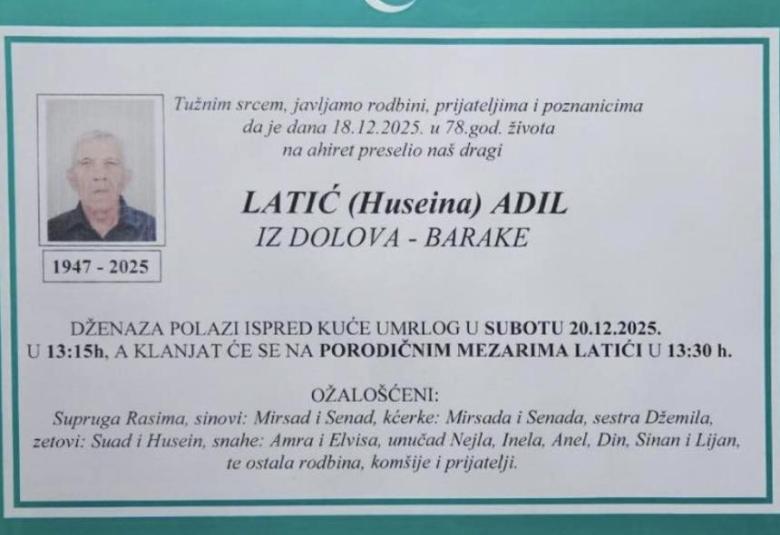 Tužnim srcem, javljamo rodbini, prijateljima i poznanicima
da je dana 18.12.2025. u 78.god. života
na ahiret preselio naš dragi
LATIĆ (Huseina) ADIL
IZ DOLOVA - BARAKE
1947 - 2025
DŽENAZA POLAZI ISPRED KUĆE UMRLOG U SUBOTU 20.12.2025.
U 13:15h, A KLANJAT ĆE SE NA PORODIČNIM MEZARIMA LATIĆI U 13:30 h.
OŽALOŠĆENI:
Supruga Rasima, sinovi: Mirsad i Senad, kćerke: Mirsada i Senada, sestra Džemila,
zetovi: Suad i Husein, snahe: Amra i Elvisa, unučad Nejla, Inela, Anel, Din, Sinan i Lijan,
te ostala rodbina, komšije i prijatelji.